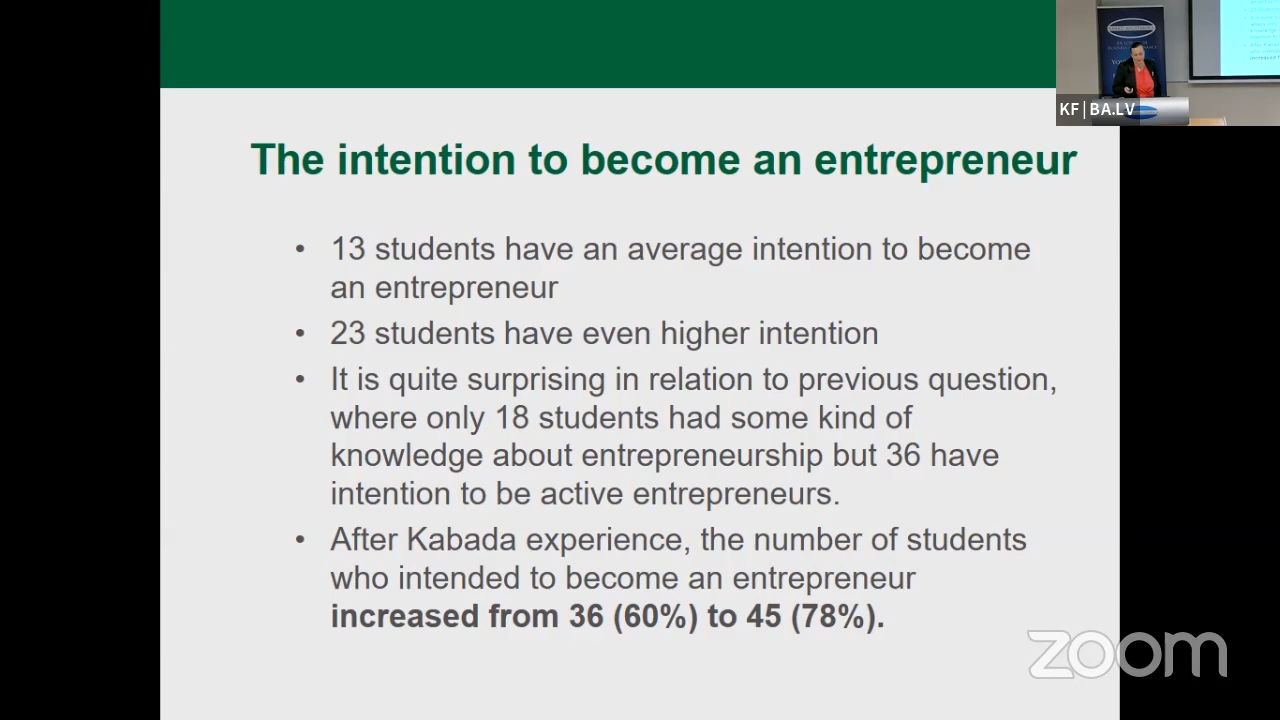 The intention to become an entrepreneur
• 13 students have an average intention to become
an entrepreneur
• 23 students have even higher intention
• It is quite surprising in relation to previous question,
where only 18 students had some kind of
knowledge about entrepreneurship but 36 have
intention to be active entrepreneurs.
• After Kabada experience, the number of students
who intended to become an entrepreneur
increased from 36 (60%) to 45 (78%).
KF|BA.LV
zoom